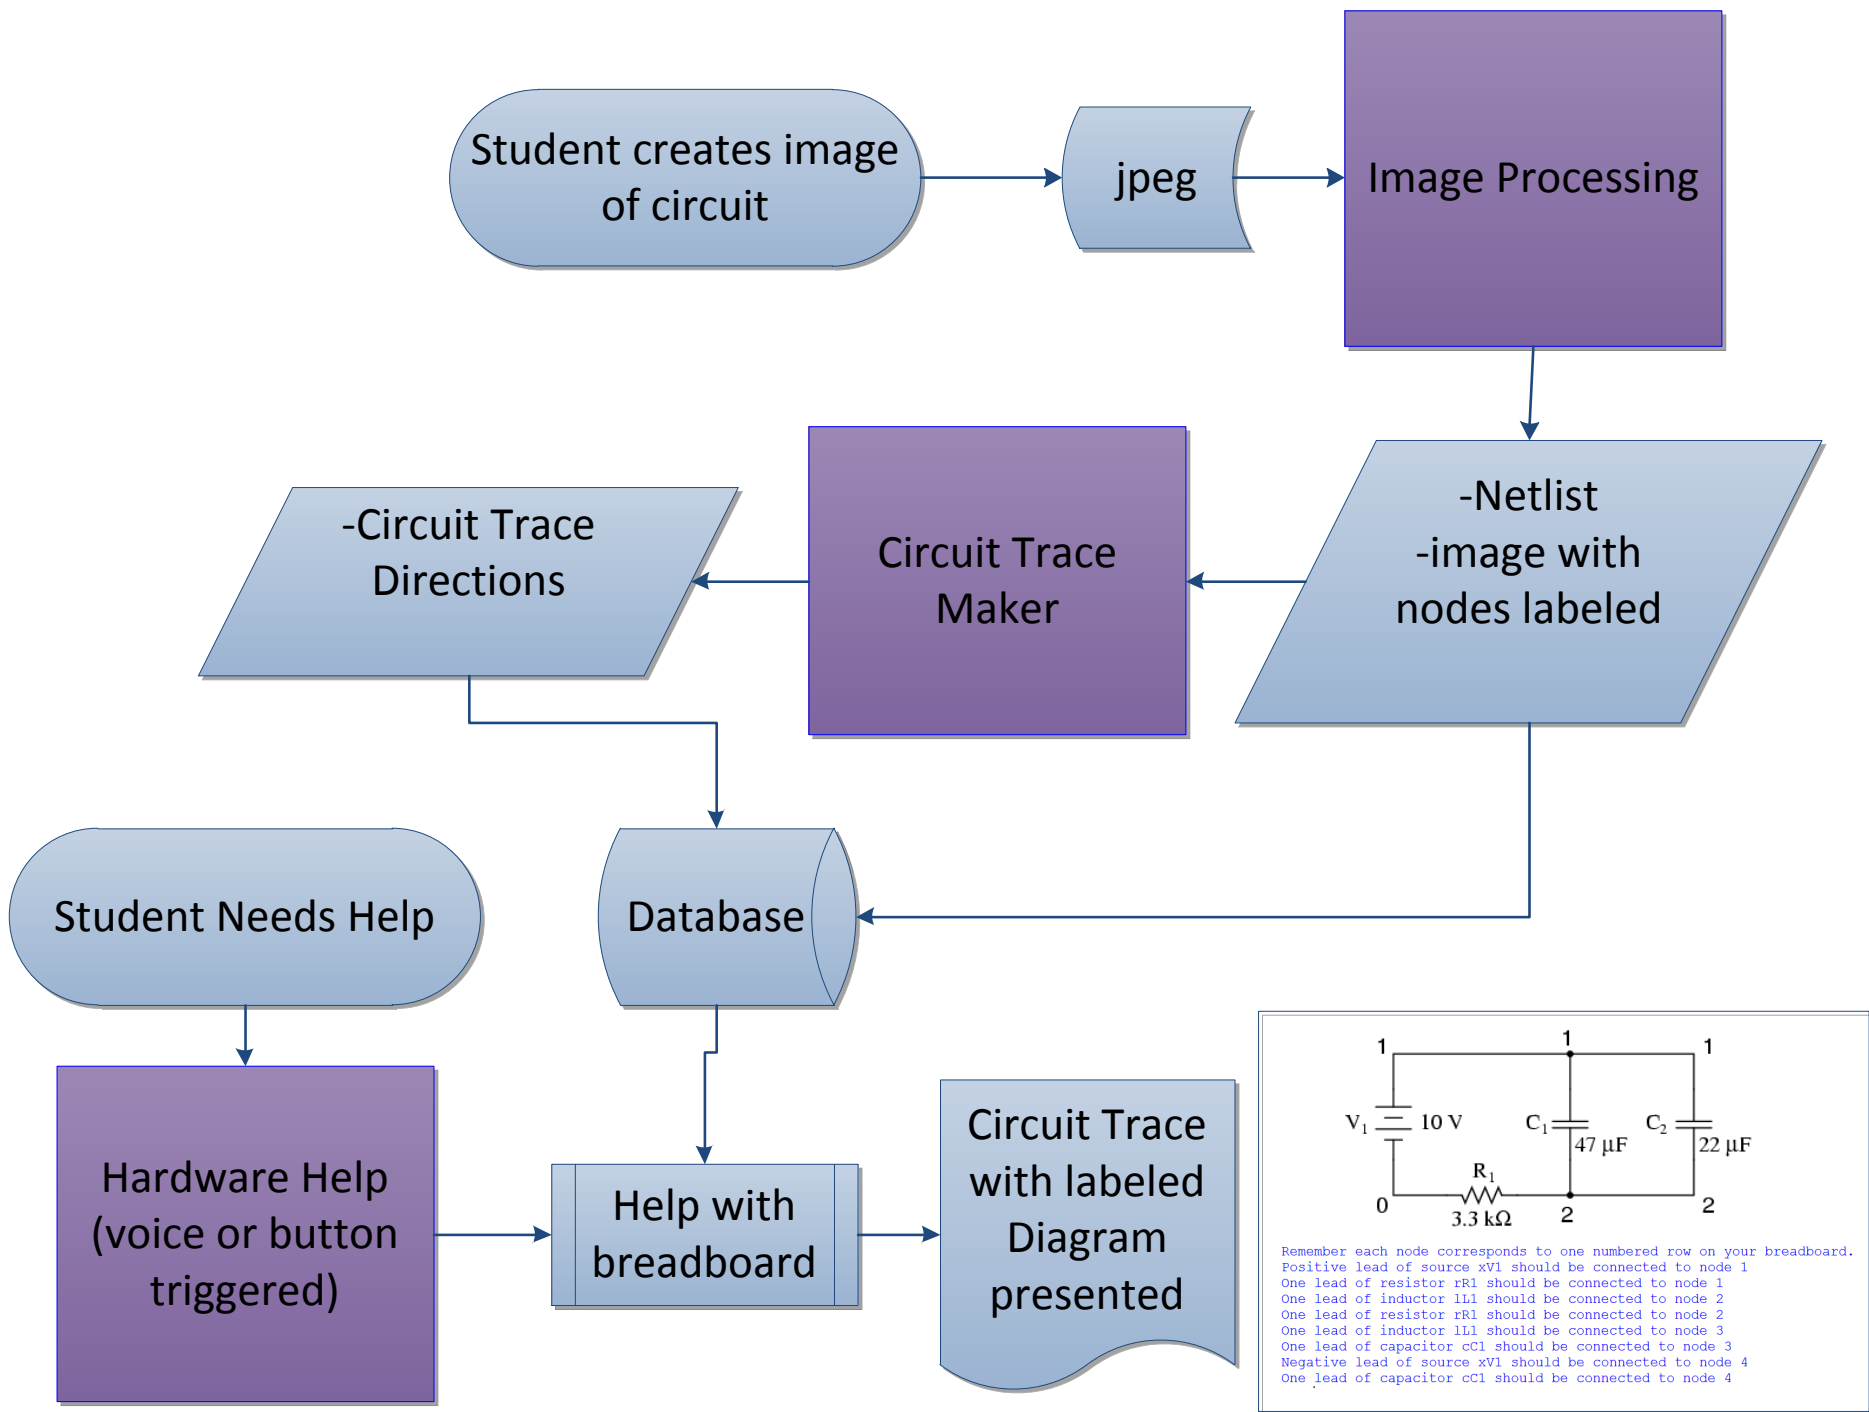 Student creates image
of circuit
jpeg
Image Processing
-Netlist
-image with
nodes labeled
Circuit Trace
Maker
-Circuit Trace
Directions
Database
Student Needs Help
Hardware Help
(voice or button
triggered)
Help with
breadboard
Circuit Trace
with labeled
Diagram
presented
1 1 1
V₁ 10 V C₁ 47 µF C₂ 22 µF
R₁
0 3.3 kΩ 2 2
Remember each node corresponds to one numbered row on your breadboard.
Positive lead of source xV1 should be connected to node 1
One lead of resistor rR1 should be connected to node 1
One lead of inductor lL1 should be connected to node 2
One lead of resistor rR1 should be connected to node 2
One lead of inductor lL1 should be connected to node 3
One lead of capacitor cC1 should be connected to node 3
Negative lead of source xV1 should be connected to node 4
One lead of capacitor cC1 should be connected to node 4